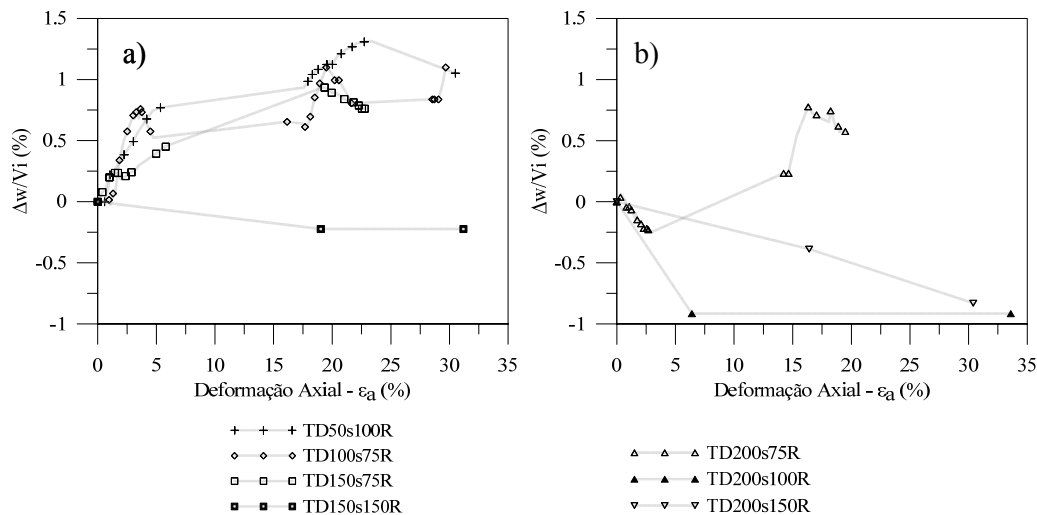 a)
1.5
1
0.5
0
-0.5
-1
Δw/Vi (%)
0 5 10 15 20 25 30 35
Deformação Axial - εa (%)
TD50s100R
TD100s75R
TD150s75R
TD150s150R
b)
1.5
1
0.5
0
-0.5
-1
Δw/Vi (%)
0 5 10 15 20 25 30 35
Deformação Axial - εa (%)
TD200s75R
TD200s100R
TD200s150R